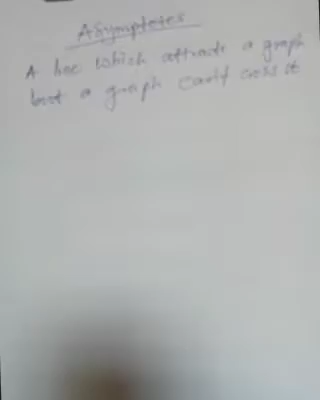 Asymptotes
A line which attracts a graph
but a graph can't cross it